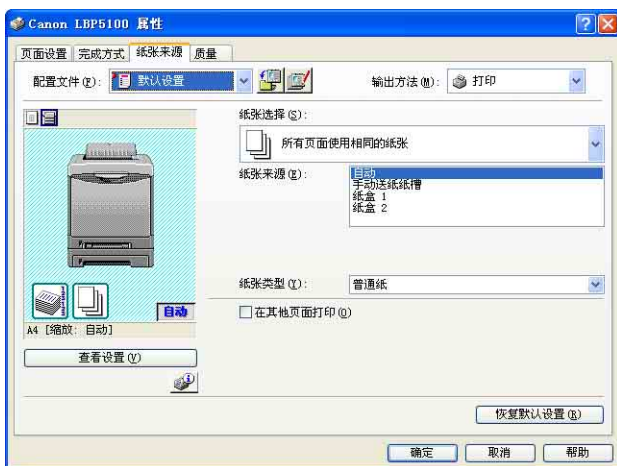 Canon LBP5100 属性
页面设置 完成方式 纸张来源 质量
配置文件(F): 默认设置 输出方法(M): 打印
纸张选择(S):
所有页面使用相同的纸张
纸张来源(E):
自动
手动送纸纸槽
纸盒 1
纸盒 2
自动
纸张类型(Y): 普通纸
在其他页面打印(O)
A4 [缩放: 自动]
查看设置(V)
恢复默认设置(R)
确定 取消 帮助